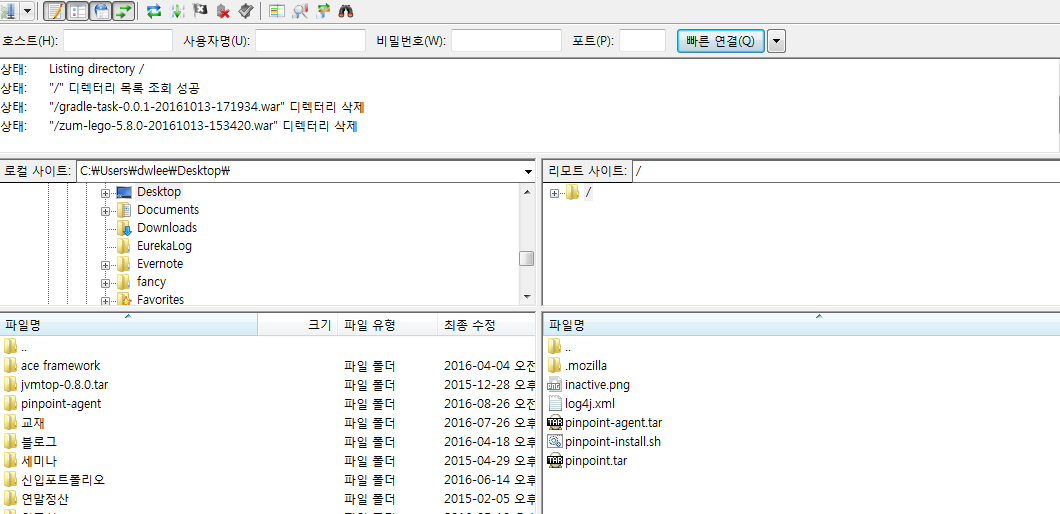 호스트(H): 사용자명(U): 비밀번호(W): 포트(P): 빠른 연결(Q)
상태: Listing directory /
상태: "/" 디렉터리 목록 조회 성공
상태: "/gradle-task-0.0.1-20161013-171934.war" 디렉터리 삭제
상태: "/zum-lego-5.8.0-20161013-153420.war" 디렉터리 삭제
로컬 사이트: C:₩Users₩dwlee₩Desktop₩
Desktop
Documents
Downloads
EurekaLog
Evernote
fancy
Favorites
리모트 사이트: /
/
파일명 크기 파일 유형 최종 수정
..
ace framework 파일 폴더 2016-04-04 오전
jvmtop-0.8.0.tar 파일 폴더 2015-12-28 오후
pinpoint-agent 파일 폴더 2016-08-26 오전
교재 파일 폴더 2016-07-26 오후
블로그 파일 폴더 2016-04-18 오후
세미나 파일 폴더 2015-04-29 오후
신입포트폴리오 파일 폴더 2016-06-14 오후
연말정산 파일 폴더 2015-02-05 오후
파일명
..
.mozilla
inactive.png
log4j.xml
pinpoint-agent.tar
pinpoint-install.sh
pinpoint.tar